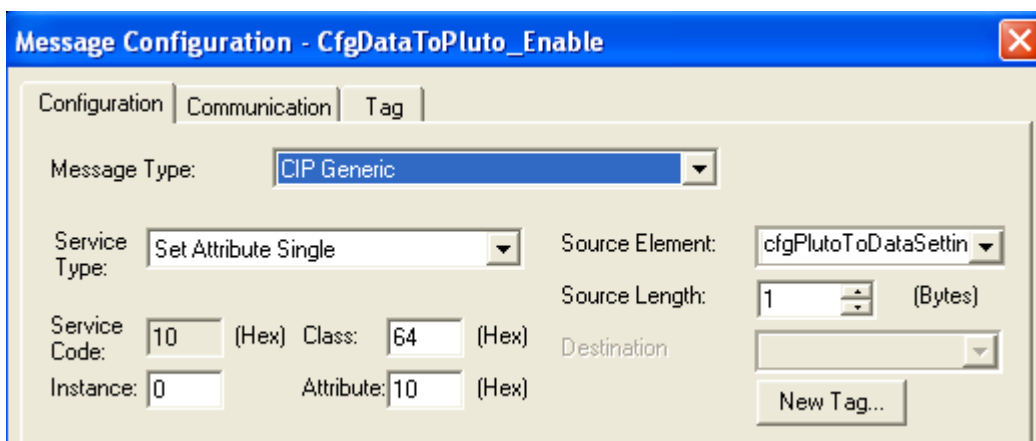 Message Configuration - CfgDataToPluto_Enable
Configuration Communication Tag
Message Type: CIP Generic
Service Type: Set Attribute Single
Source Element: cfgPlutoToDataSettin
Source Length: 1 (Bytes)
Service Code: 10 (Hex) Class: 64 (Hex)
Destination
Instance: 0 Attribute: 10 (Hex)
New Tag...